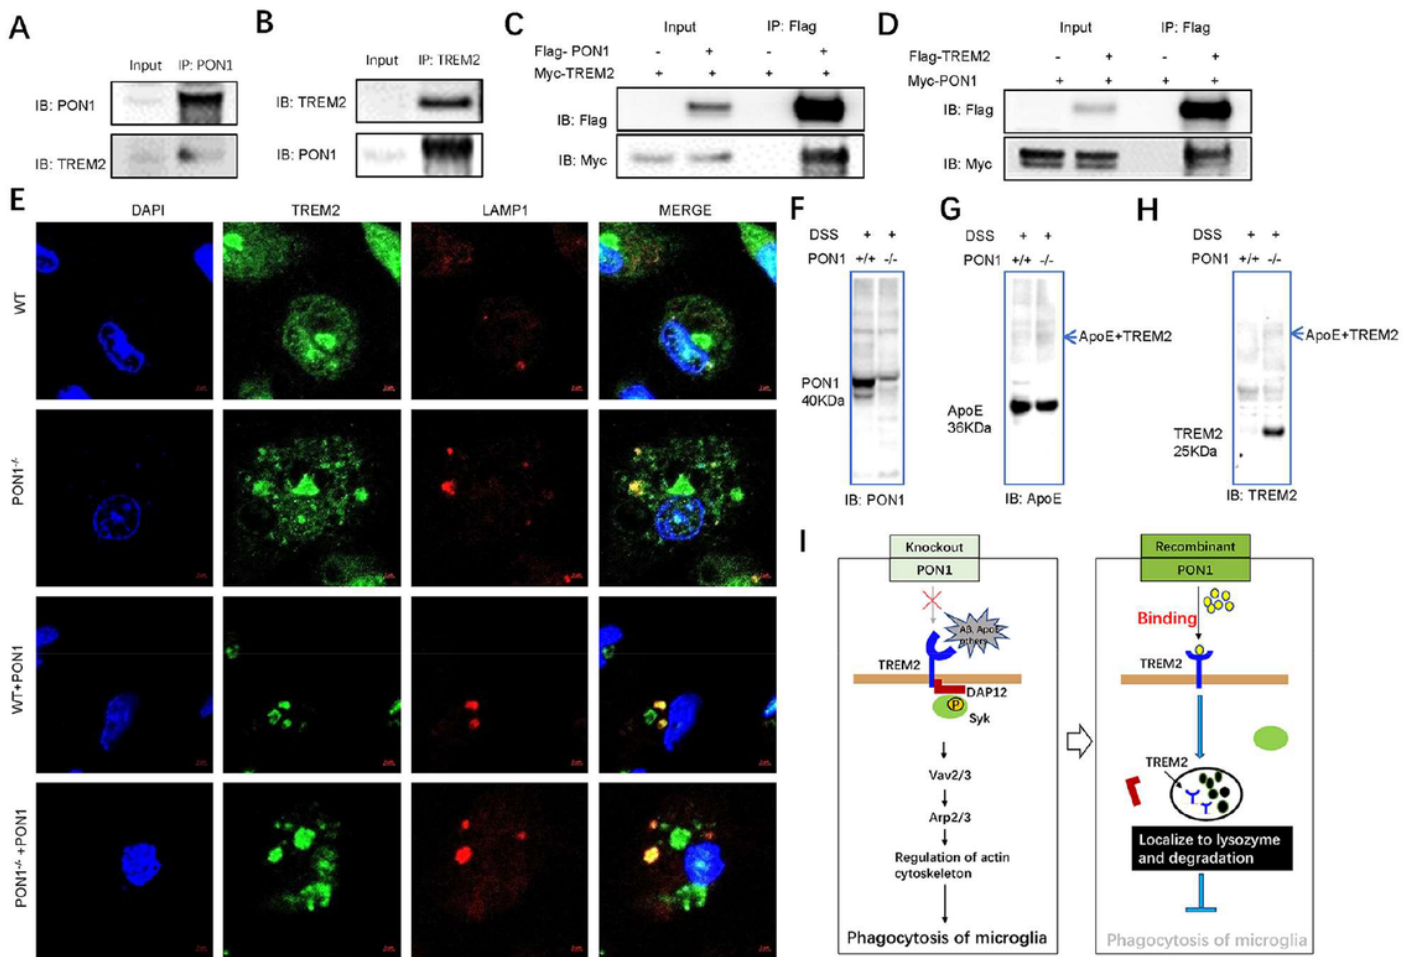 A
Input IP: PON1
IB: PON1
IB: TREM2
B
Input IP: TREM2
IB: TREM2
IB: PON1
C
Input IP: Flag
Flag- PON1 - + - +
Myc-TREM2 + + + +
IB: Flag
IB: Myc
D
Input IP: Flag
Flag-TREM2 - + - +
Myc-PON1 + + + +
IB: Flag
IB: Myc
E
DAPI TREM2 LAMP1 MERGE
WT
PON1-/-
WT+PON1
PON1-/- +PON1
F
DSS + +
PON1 +/+ -/-
PON1
40KDa
IB: PON1
G
DSS + +
PON1 +/+ -/-
ApoE+TREM2
ApoE
36KDa
IB: ApoE
H
DSS + +
PON1 +/+ -/-
ApoE+TREM2
TREM2
25KDa
IB: TREM2
I
Knockout
PON1
Aβ, ApoE
others
TREM2
DAP12
P
Syk
Vav2/3
Arp2/3
Regulation of actin
cytoskeleton
Phagocytosis of microglia
Recombinant
PON1
Binding
TREM2
TREM2
Localize to lysozyme
and degradation
Phagocytosis of microglia